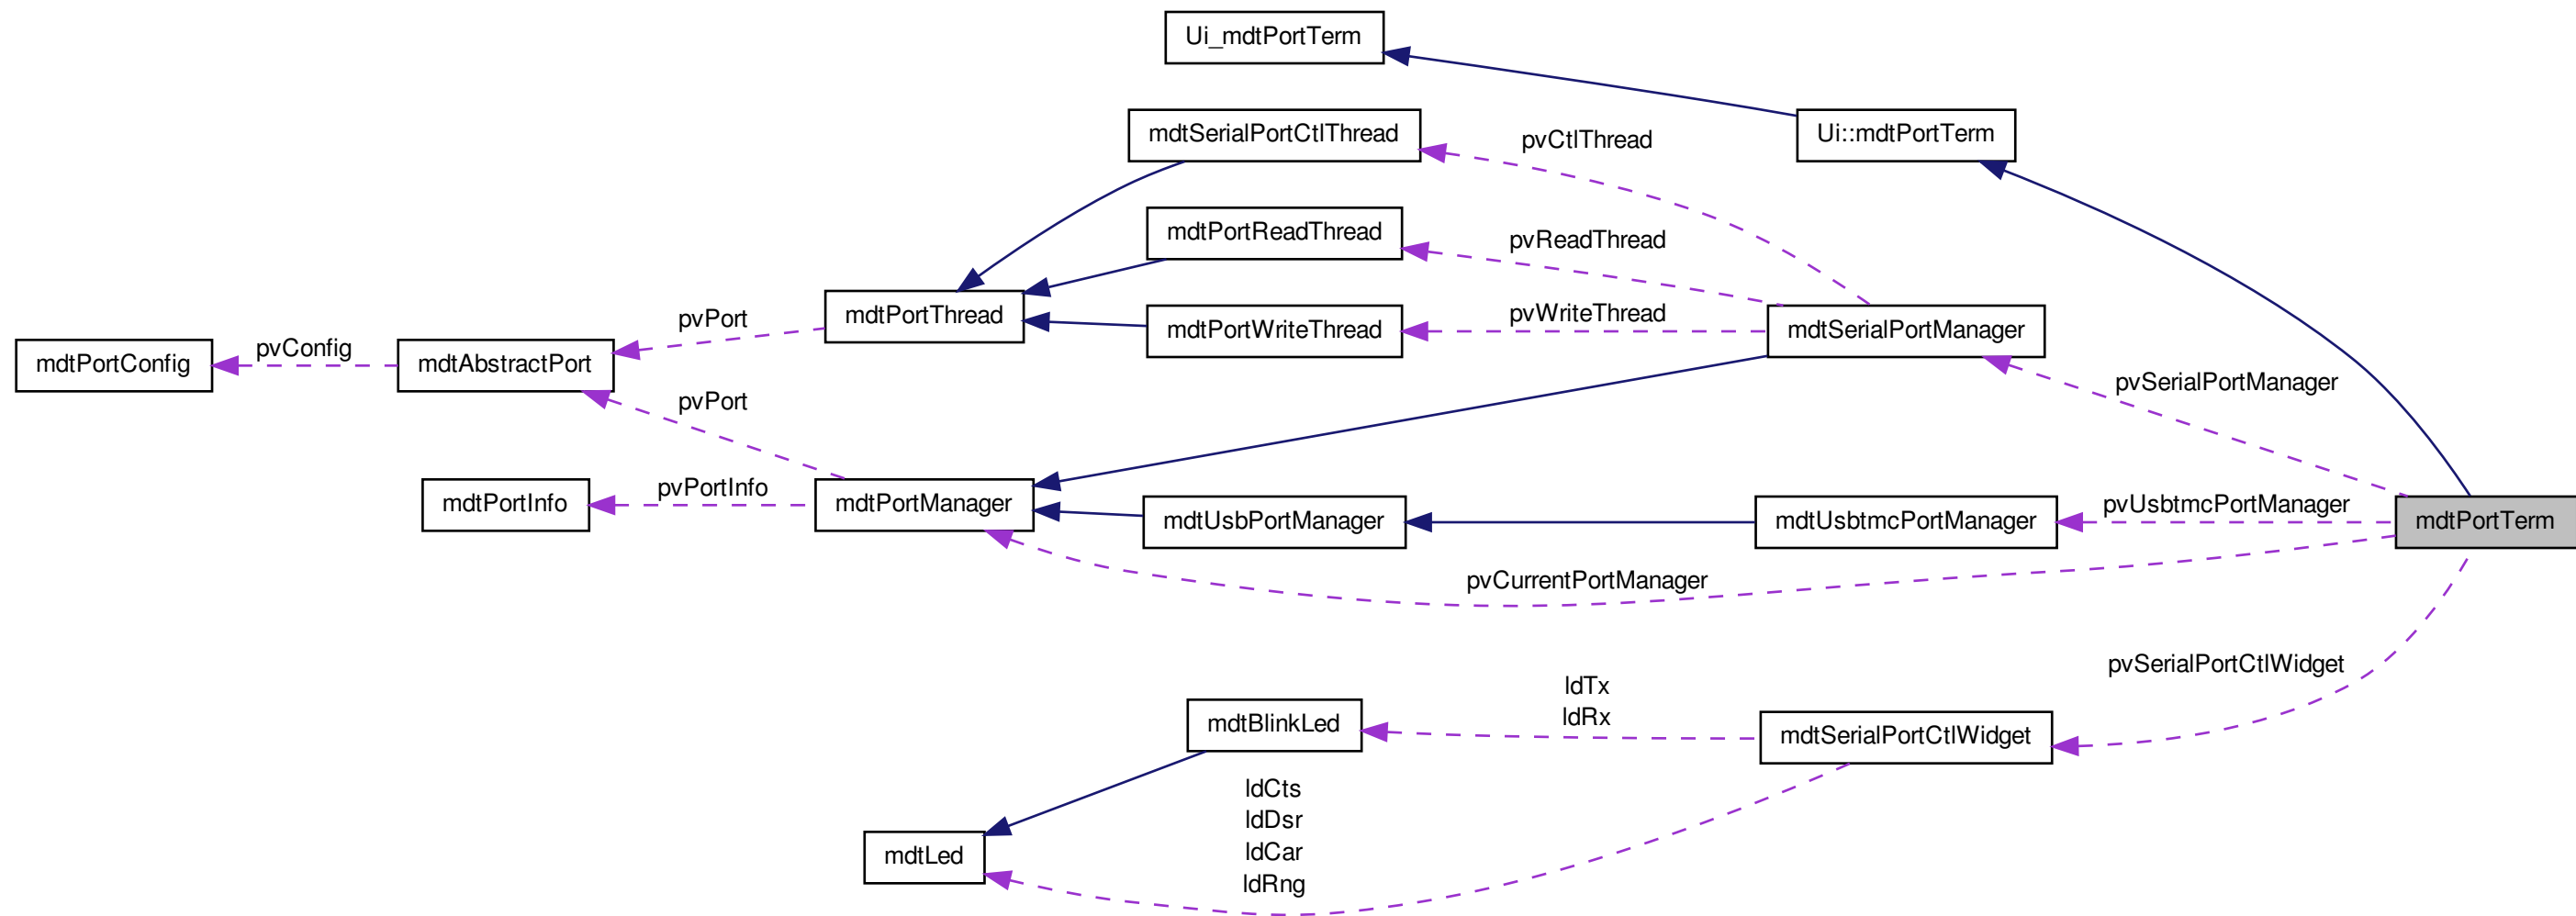 Ui_mdtPortTerm
mdtSerialPortCtlThread
pvCtlThread
Ui::mdtPortTerm
mdtPortReadThread
pvReadThread
mdtPortThread
mdtPortWriteThread
pvWriteThread
mdtSerialPortManager
pvPort
mdtPortConfig
pvConfig
mdtAbstractPort
pvPort
pvSerialPortManager
mdtPortInfo
pvPortInfo
mdtPortManager
mdtUsbPortManager
mdtUsbtmcPortManager
pvUsbtmcPortManager
mdtPortTerm
pvCurrentPortManager
pvSerialPortCtlWidget
ldTx
ldRx
mdtBlinkLed
mdtSerialPortCtlWidget
ldCts
ldDsr
ldCar
ldRng
mdtLed